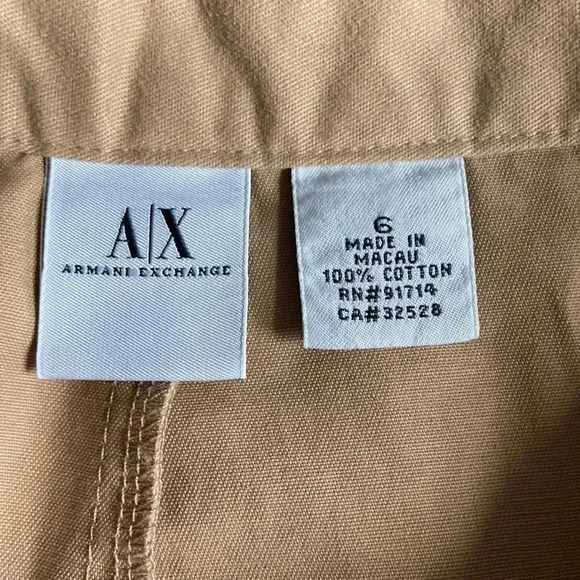 A|X
ARMANI EXCHANGE
6
MADE IN
MACAU
100% COTTON
RN#91714
CA#32528